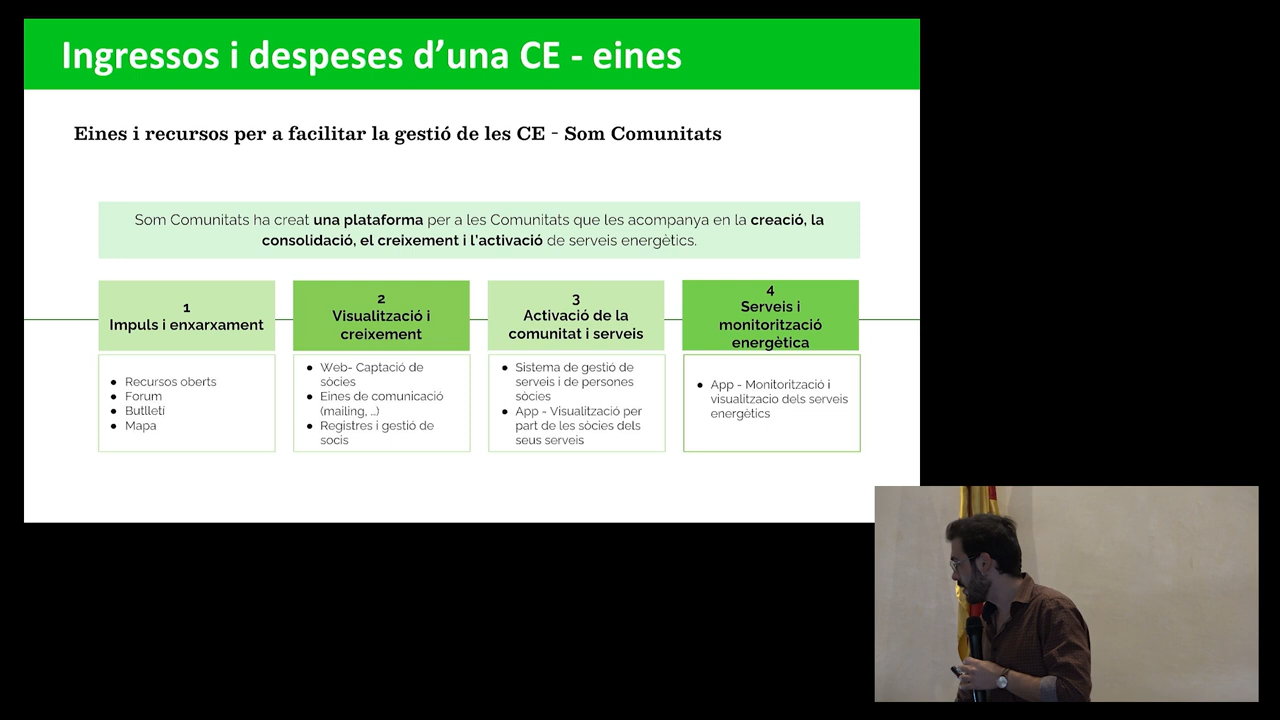 Ingressos i despeses d’una CE - eines
Eines i recursos per a facilitar la gestió de les CE - Som Comunitats
Som Comunitats ha creat una plataforma per a les Comunitats que les acompanya en la creació, la
consolidació, el creixement i l'activació de serveis energètics.
1
Impuls i enxarxament
● Recursos oberts
● Forum
● Butlletí
● Mapa
2
Visualització i
creixement
● Web- Captació de
sòcies
● Eines de comunicació
(mailing, ..)
● Registres i gestió de
socis
3
Activació de la
comunitat i serveis
● Sistema de gestió de
serveis i de persones
sòcies
● App - Visualització per
part de les sòcies dels
seus serveis
4
Serveis i
monitorització
energètica
● App - Monitorització i
visualitzacio dels serveis
energètics